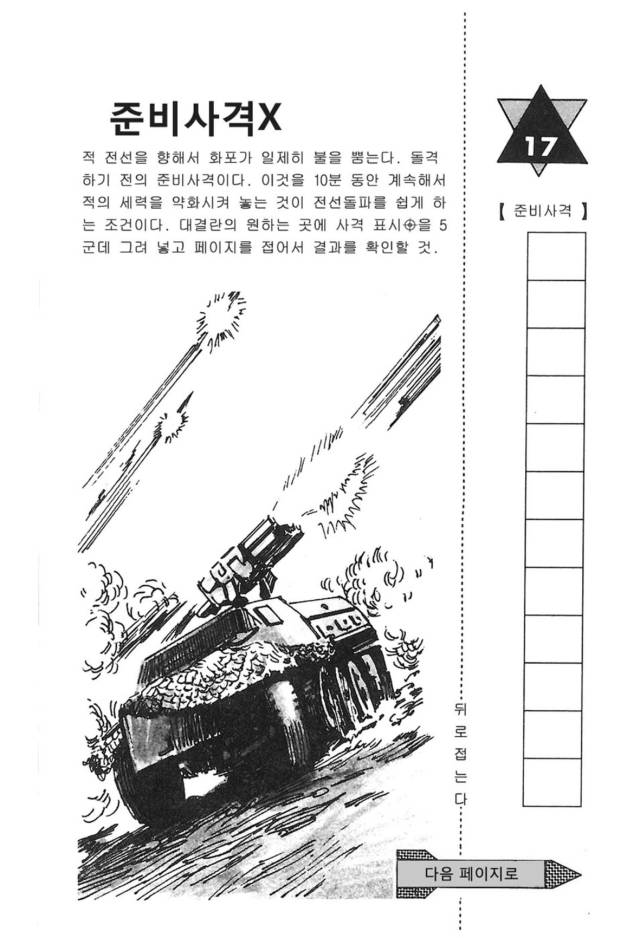 준비사격X
적 전선을 향해서 화포가 일제히 불을 뿜는다. 돌격
하기 전의 준비사격이다. 이것을 10분 동안 계속해서
적의 세력을 약화시켜 놓는 것이 전선돌파를 쉽게 하
는 조건이다. 대결란의 원하는 곳에 사격 표시⌖을 5
군데 그려 넣고 페이지를 접어서 결과를 확인할 것.
17
【 준비사격 】
뒤로접는다
다음 페이지로